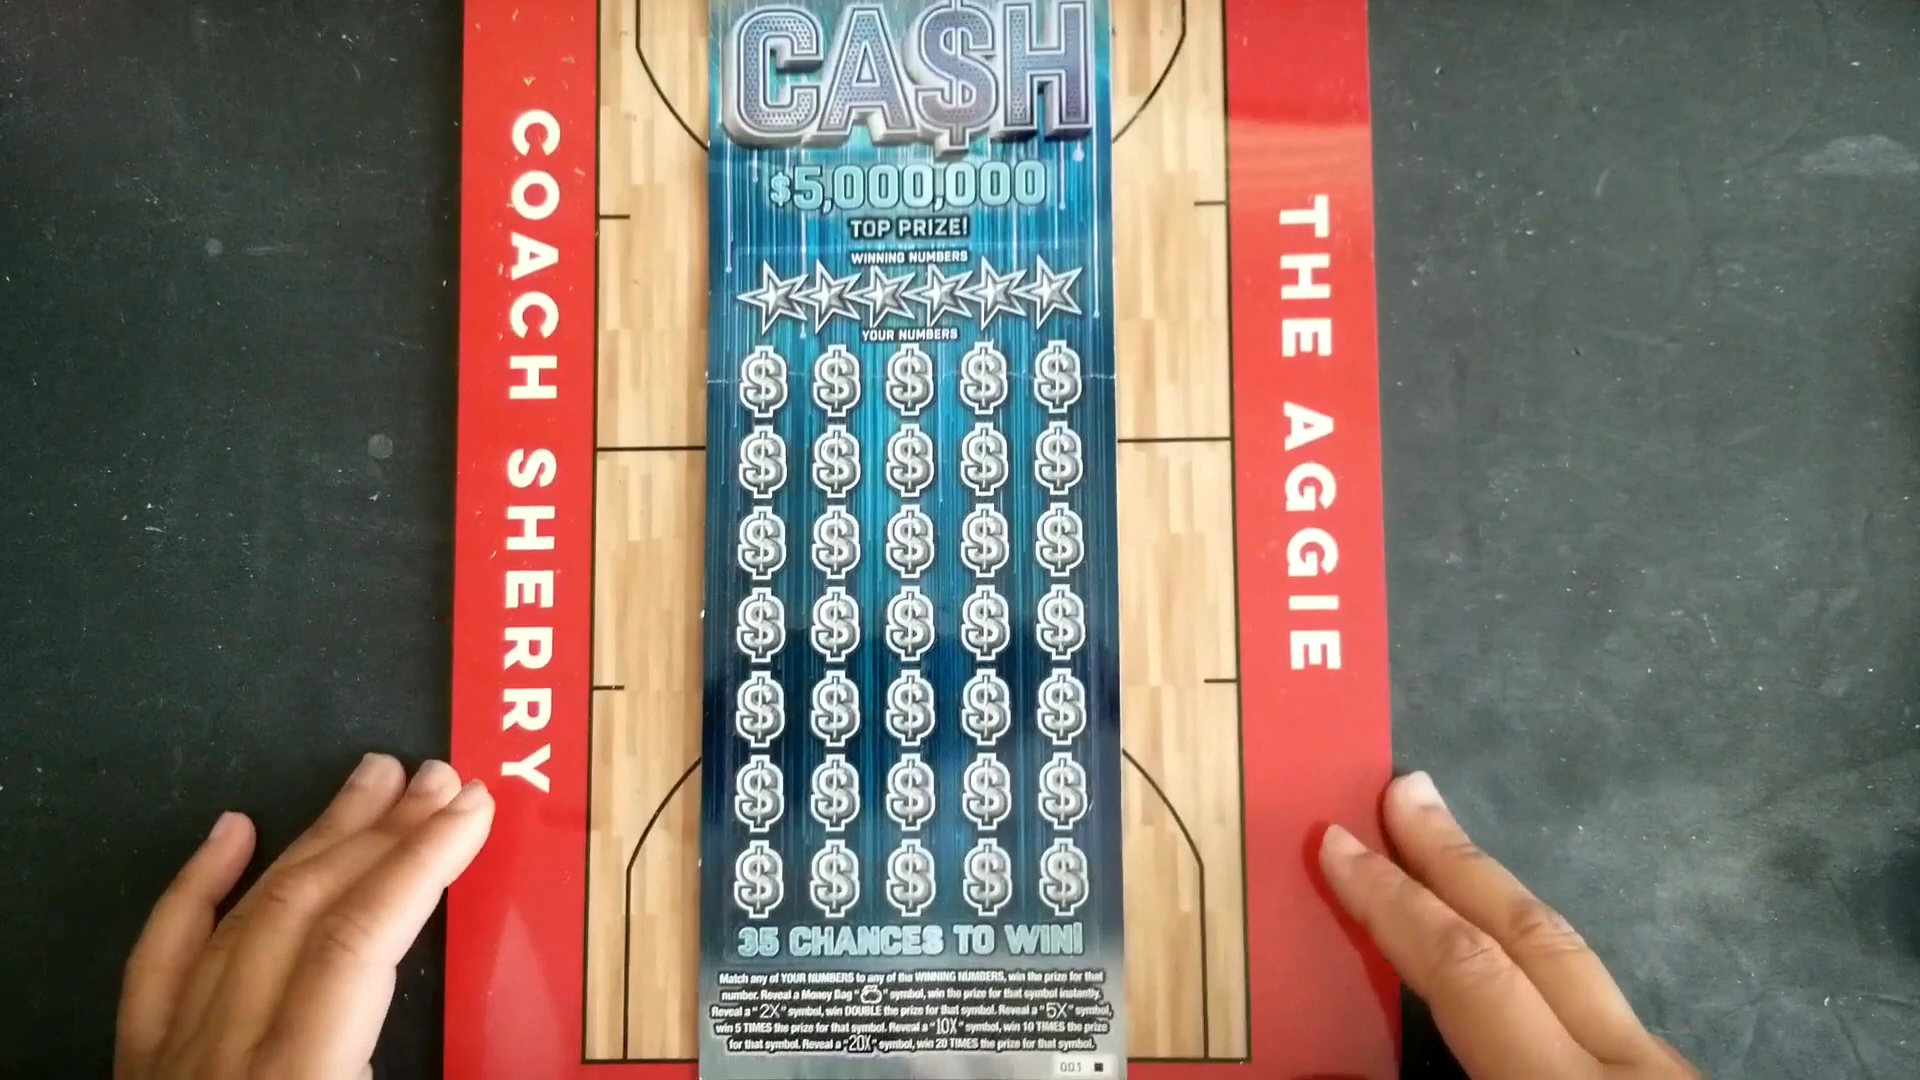 COACH SHERRY
CA$H
$5,000,000
TOP PRIZE!
WINNING NUMBERS
YOUR NUMBERS
$ $ $ $ $
$ $ $ $ $
$ $ $ $ $
$ $ $ $ $
$ $ $ $ $
$ $ $ $ $
$ $ $ $ $
35 CHANCES TO WIN!
Match any of YOUR NUMBERS to any of the WINNING NUMBERS, win the prize for that
number. Reveal a Money Bag " " symbol, win the prize for that symbol instantly.
Reveal a "2X" symbol, win DOUBLE the prize for that symbol. Reveal a "5X" symbol,
win 5 TIMES the prize for that symbol. Reveal a "10X" symbol, win 10 TIMES the prize
for that symbol. Reveal a "20X" symbol, win 20 TIMES the prize for that symbol.
001
THE AGGIE